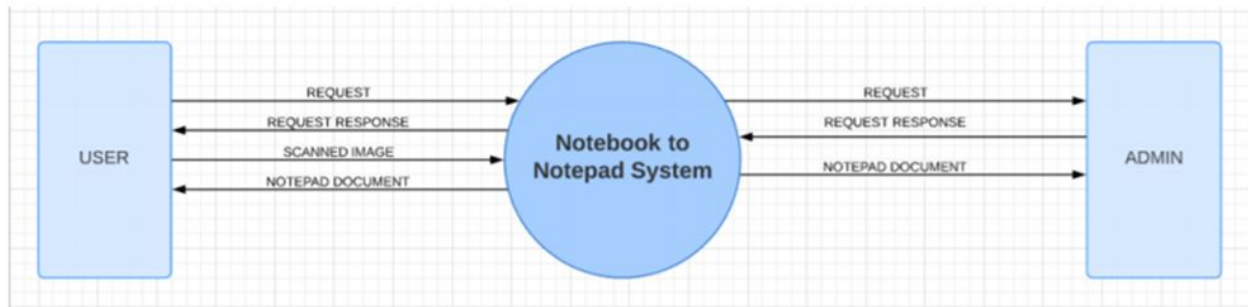 USER
REQUEST
REQUEST RESPONSE
SCANNED IMAGE
NOTEPAD DOCUMENT
Notebook to
Notepad System
REQUEST
REQUEST RESPONSE
NOTEPAD DOCUMENT
ADMIN